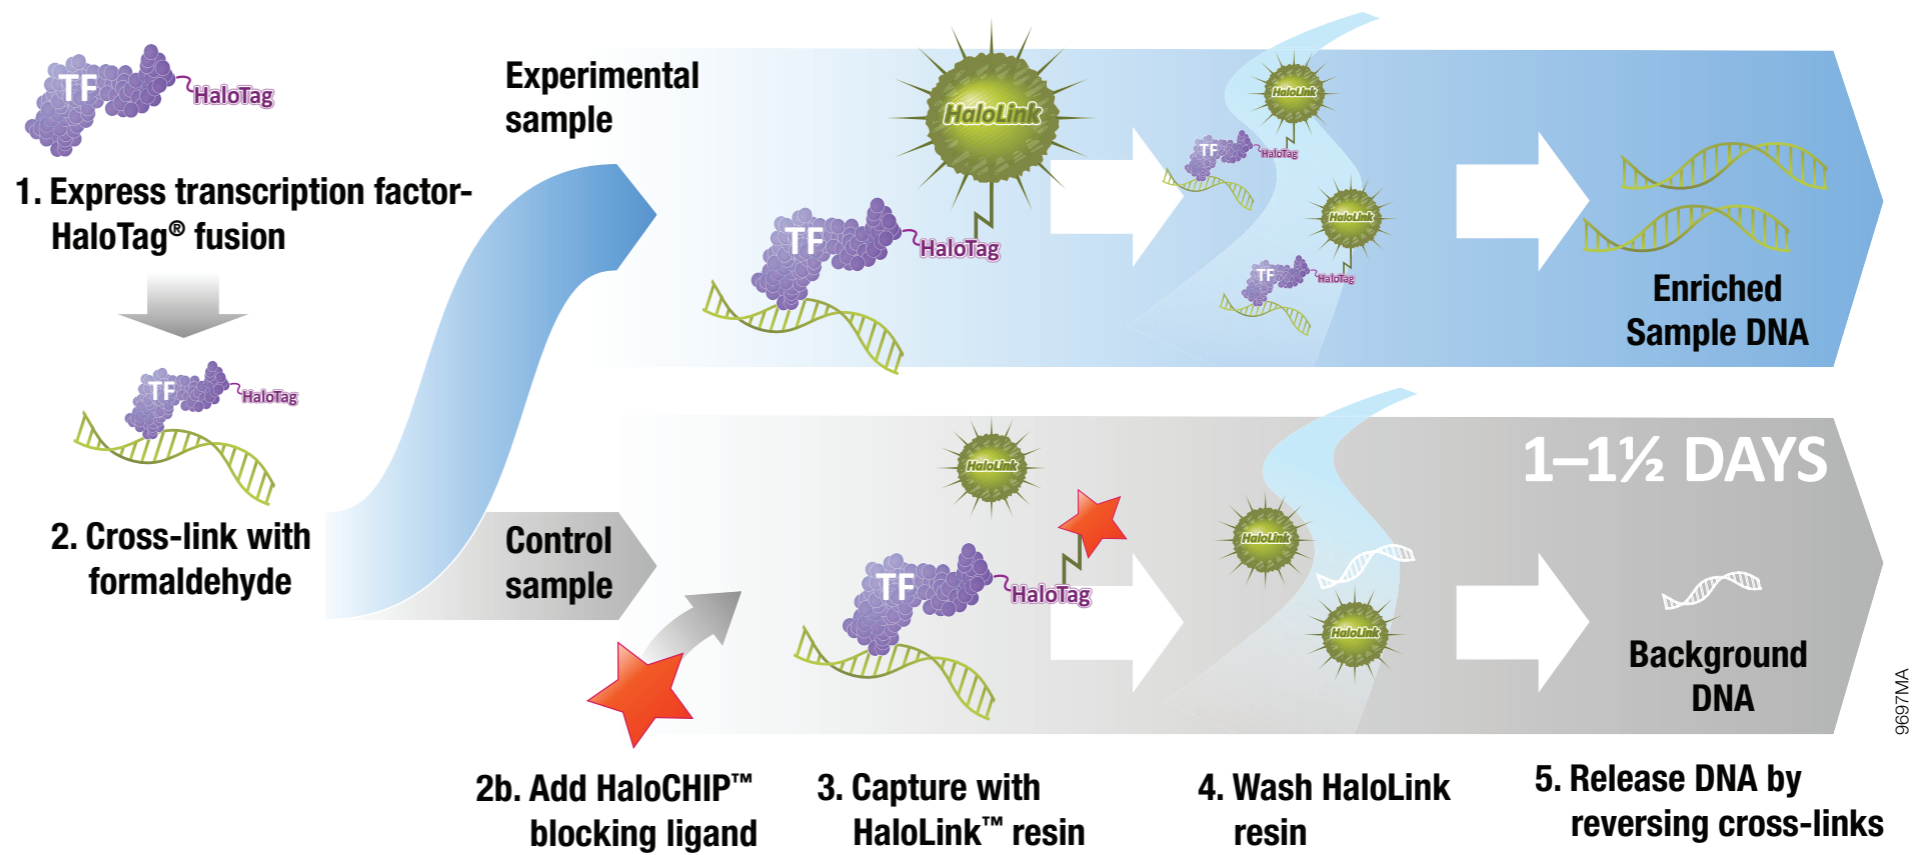 TF
HaloTag
1. Express transcription factor-
HaloTag® fusion
TF
HaloTag
2. Cross-link with
formaldehyde
Experimental
sample
HaloLink
TF
HaloTag
HaloLink
TF
HaloTag
HaloLink
TF
HaloTag
Enriched
Sample DNA
Control
sample
HaloLink
TF
HaloTag
HaloLink
HaloLink
1–1½ DAYS
Background
DNA
2b. Add HaloCHIP™
blocking ligand
3. Capture with
HaloLink™ resin
4. Wash HaloLink
resin
5. Release DNA by
reversing cross-links
9697MA